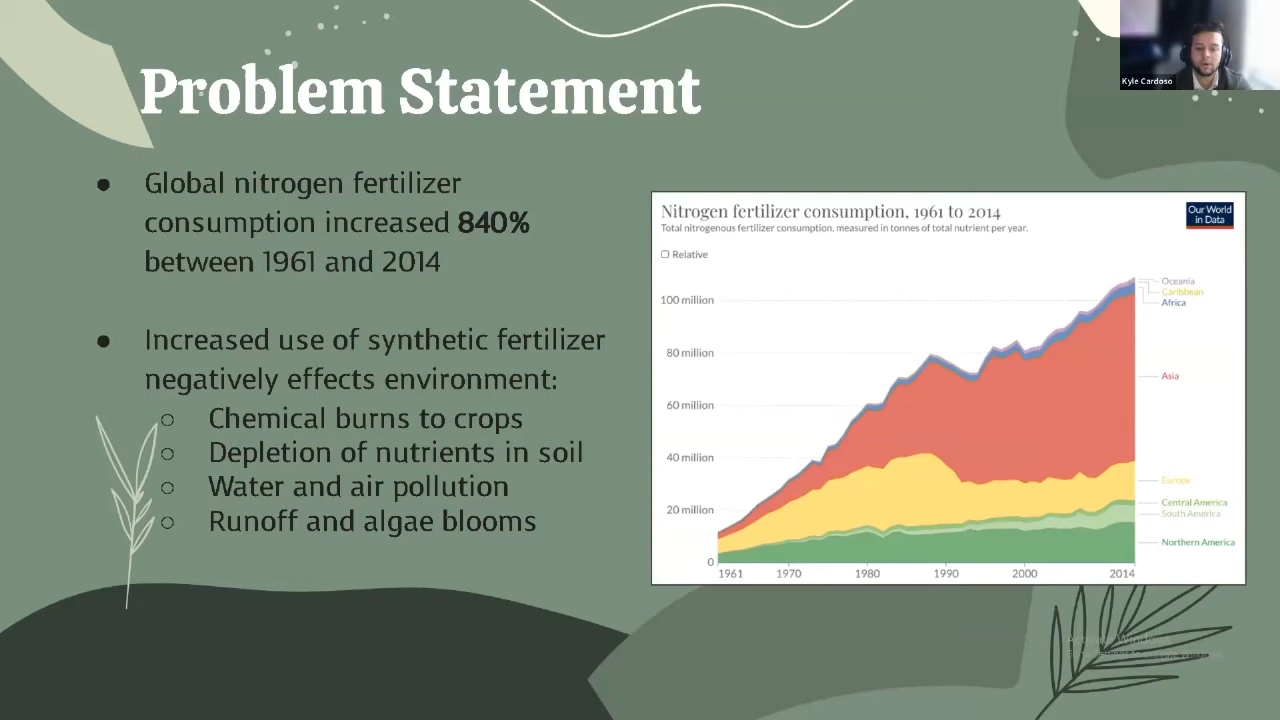 Problem Statement
Kyle Cardoso
● Global nitrogen fertilizer
consumption increased 840%
between 1961 and 2014
● Increased use of synthetic fertilizer
negatively effects environment:
○ Chemical burns to crops
○ Depletion of nutrients in soil
○ Water and air pollution
○ Runoff and algae blooms
Nitrogen fertilizer consumption, 1961 to 2014
Total nitrogenous fertilizer consumption, measured in tonnes of total nutrient per year.
Our World
in Data
Relative
100 million
80 million
60 million
40 million
20 million
0
1961 1970 1980 1990 2000 2014
Oceania
Caribbean
Africa
Asia
Europe
Central America
South America
Northern America
Activate Windows